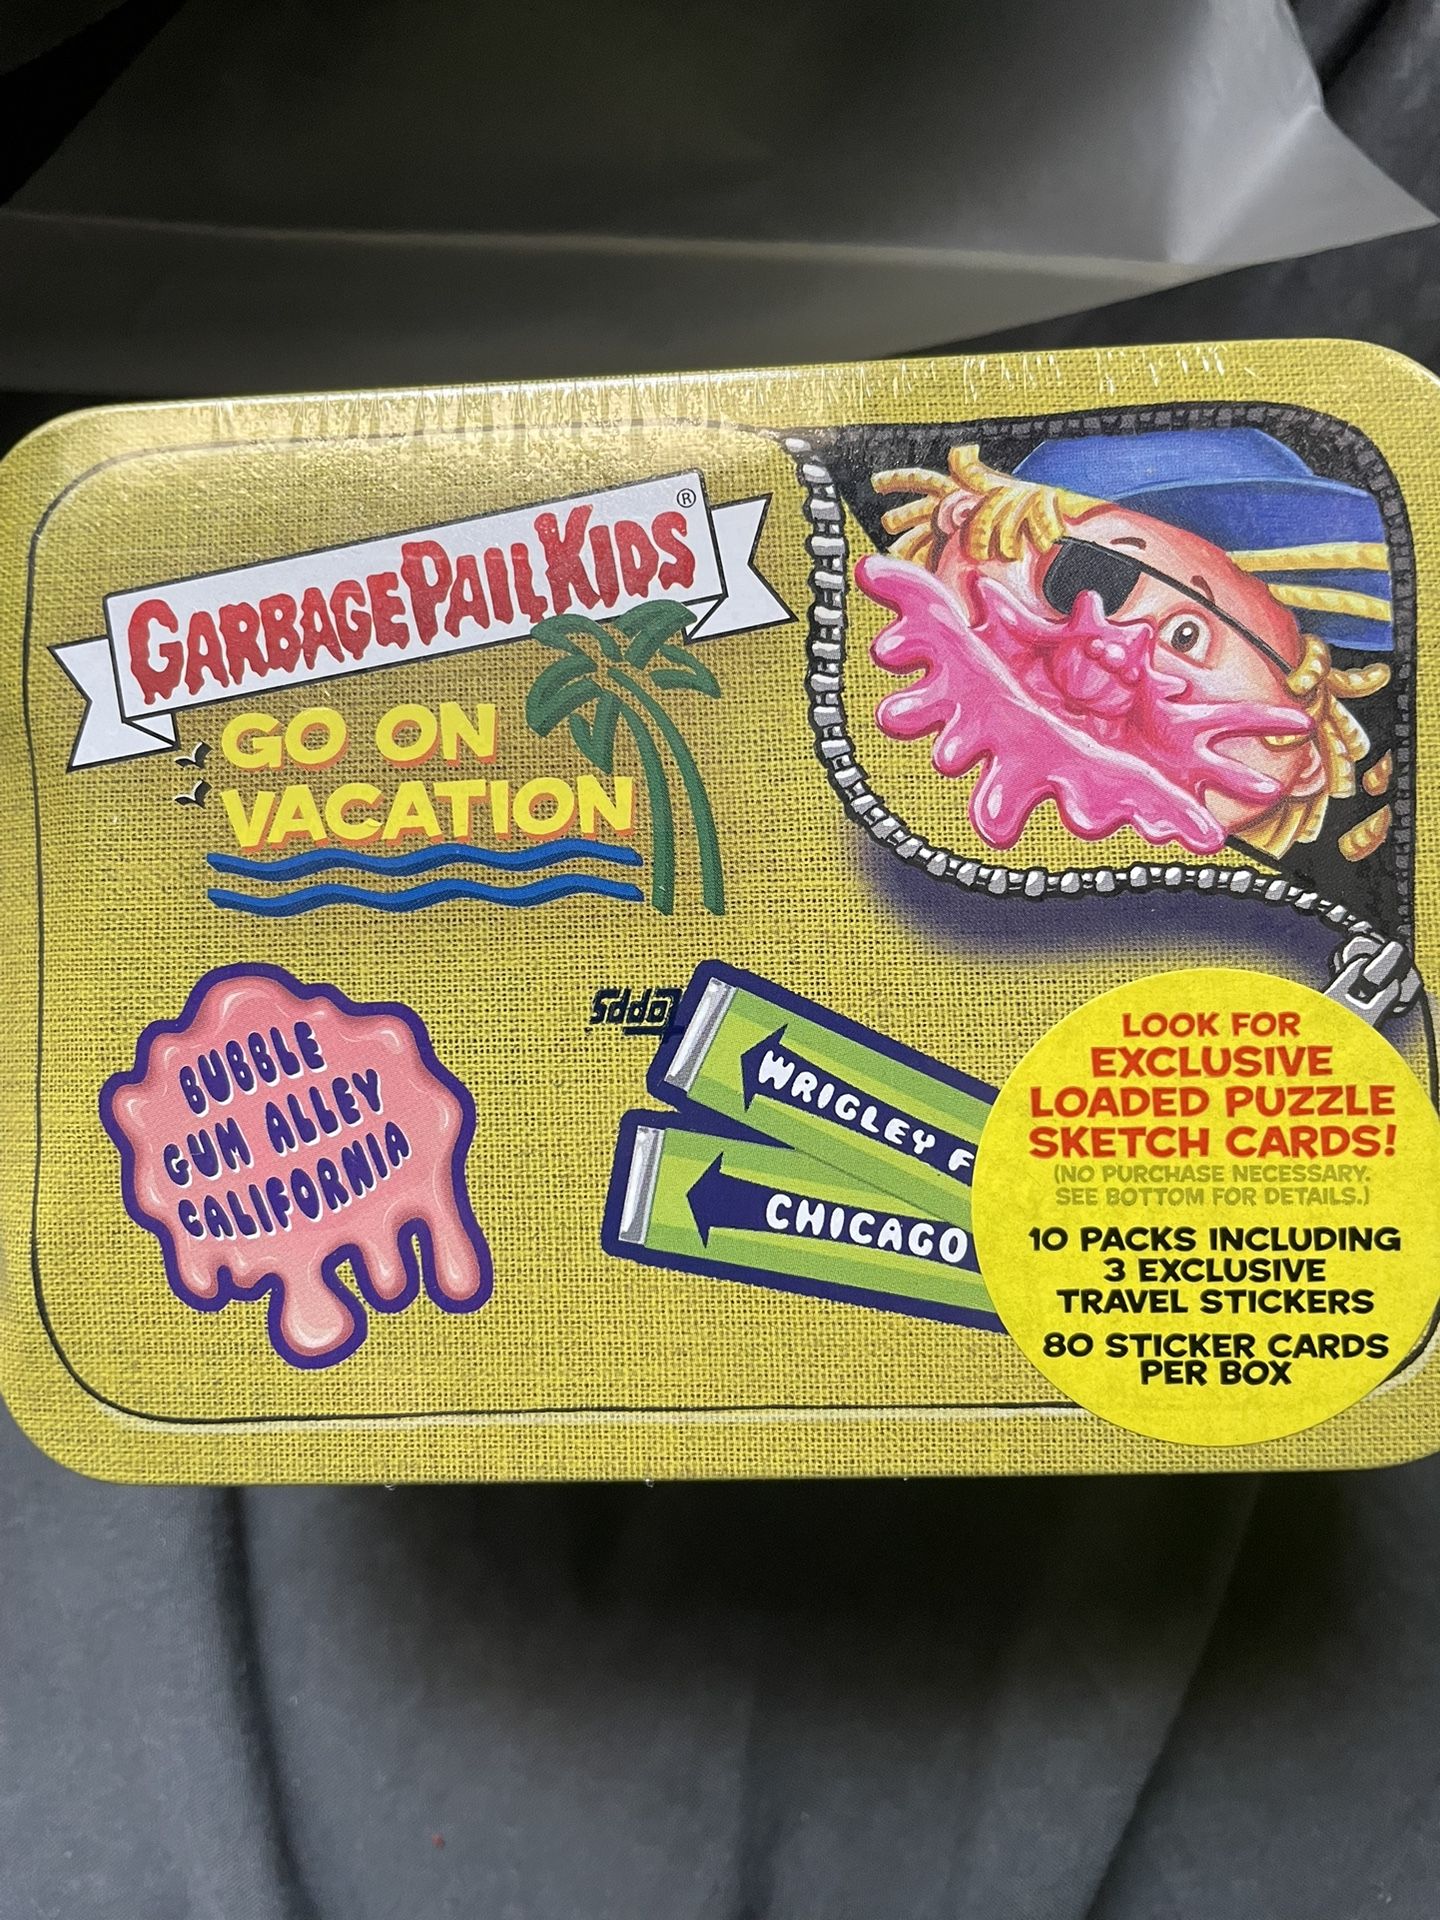 GARBAGE PAIL KIDS®
GO ON
VACATION
Topps
BUBBLE
GUM ALLEY
CALIFORNIA
WRIGLEY F
CHICAGO
LOOK FOR
EXCLUSIVE
LOADED PUZZLE
SKETCH CARDS!
(NO PURCHASE NECESSARY.
SEE BOTTOM FOR DETAILS.)
10 PACKS INCLUDING
3 EXCLUSIVE
TRAVEL STICKERS
80 STICKER CARDS
PER BOX